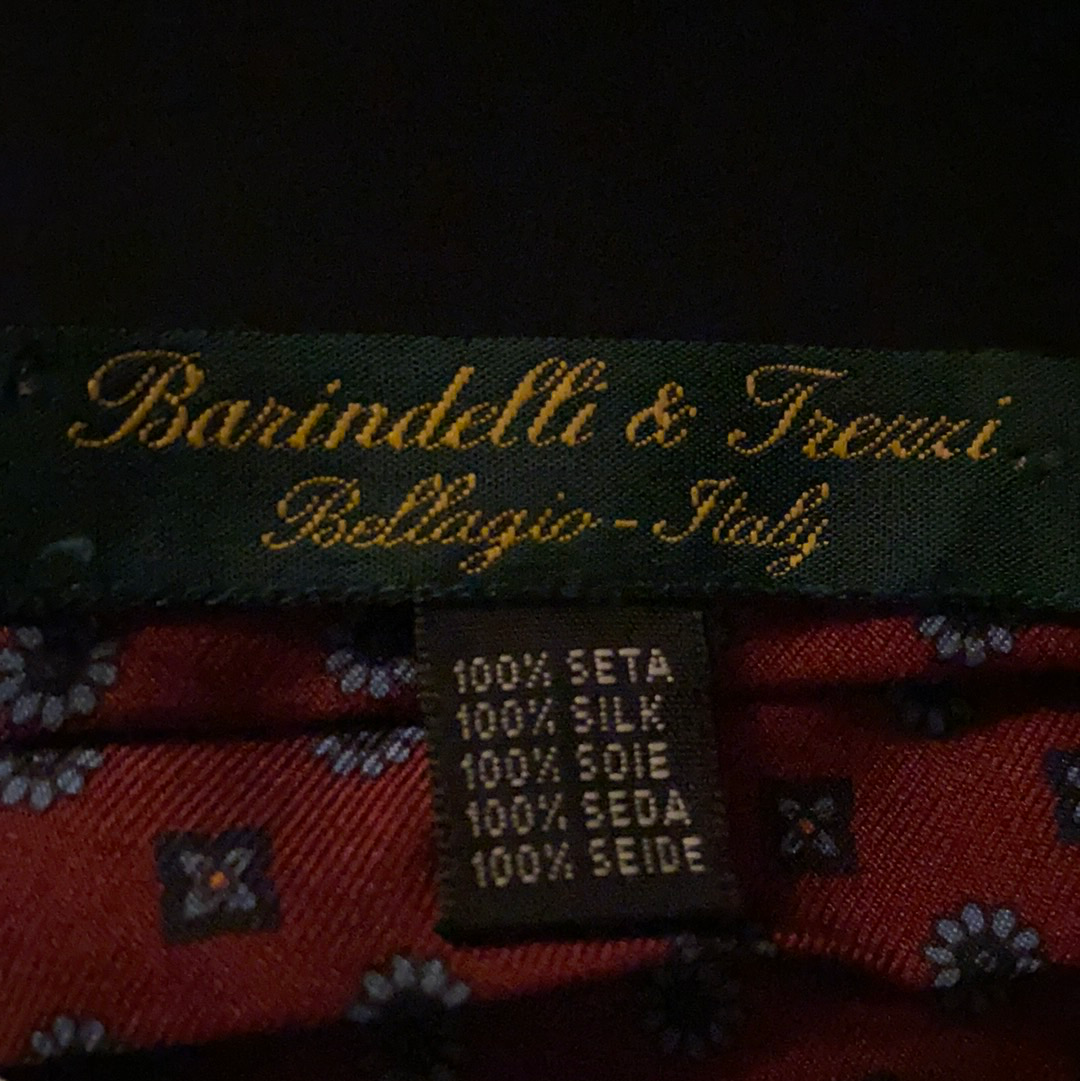 Barindelli & Trezzi
Bellagio - Italy
100% SETA
100% SILK
100% SOIE
100% SEDA
100% SEIDE